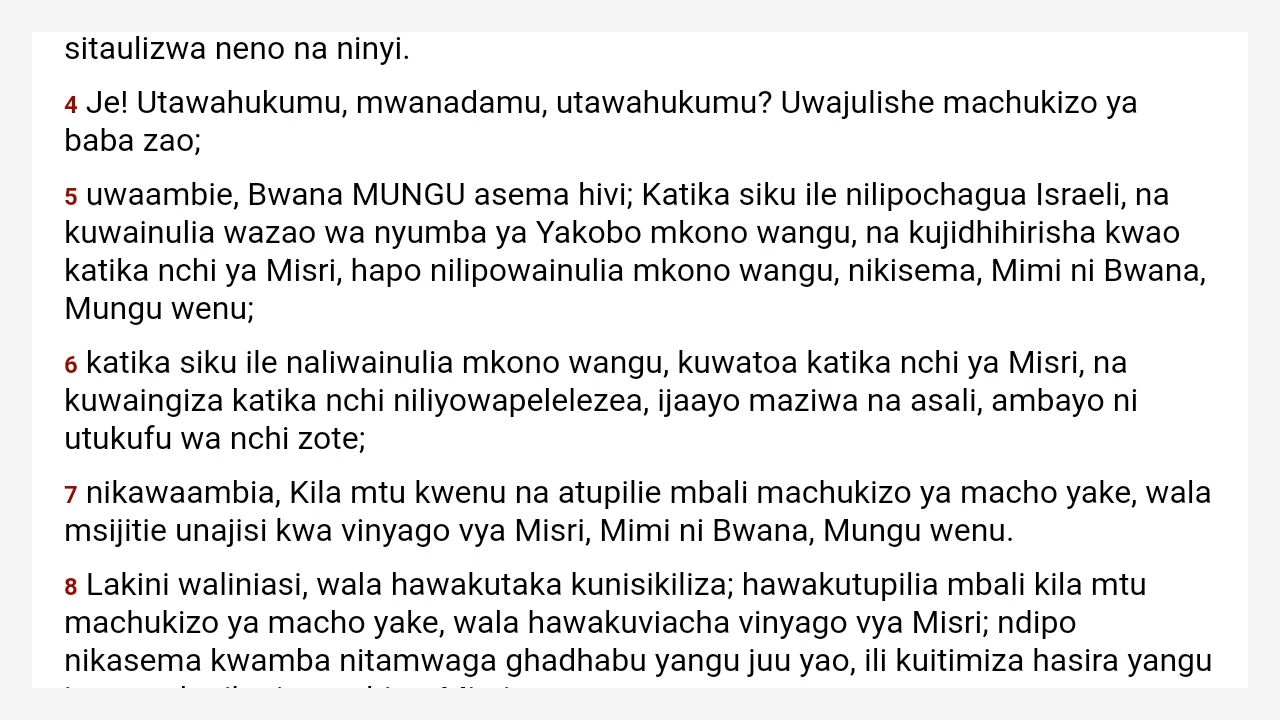 sitaulizwa neno na ninyi.
4 Je! Utawahukumu, mwanadamu, utawahukumu? Uwajulishe machukizo ya
baba zao;
5 uwaambie, Bwana MUNGU asema hivi; Katika siku ile nilipochagua Israeli, na
kuwainulia wazao wa nyumba ya Yakobo mkono wangu, na kujidhihirisha kwao
katika nchi ya Misri, hapo nilipowainulia mkono wangu, nikisema, Mimi ni Bwana,
Mungu wenu;
6 katika siku ile naliwainulia mkono wangu, kuwatoa katika nchi ya Misri, na
kuwaingiza katika nchi niliyowapelelezea, ijaayo maziwa na asali, ambayo ni
utukufu wa nchi zote;
7 nikawaambia, Kila mtu kwenu na atupilie mbali machukizo ya macho yake, wala
msijitie unajisi kwa vinyago vya Misri, Mimi ni Bwana, Mungu wenu.
8 Lakini waliniasi, wala hawakutaka kunisikiliza; hawakutupilia mbali kila mtu
machukizo ya macho yake, wala hawakuviacha vinyago vya Misri; ndipo
nikasema kwamba nitamwaga ghadhabu yangu juu yao, ili kuitimiza hasira yangu